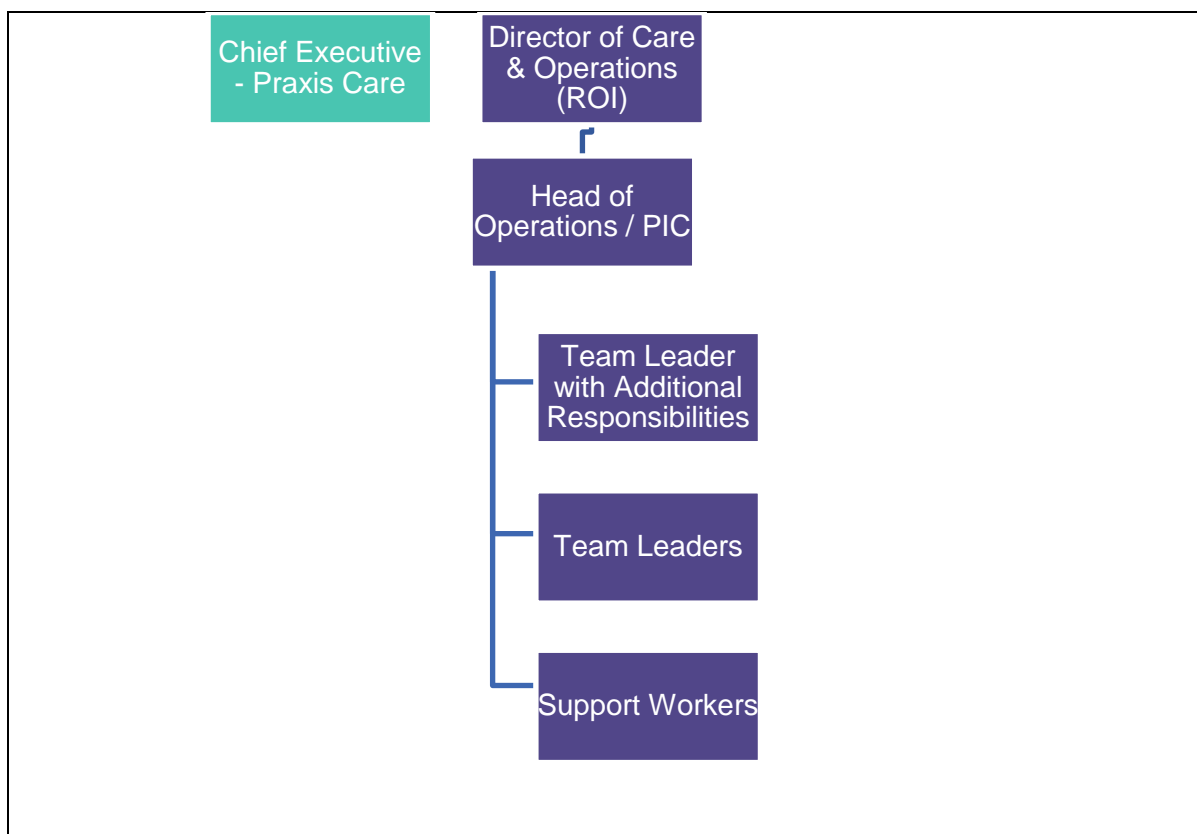 Chief Executive
- Praxis Care
Director of Care
& Operations
(ROI)
Head of
Operations / PIC
Team Leader
with Additional
Responsibilities
Team Leaders
Support Workers